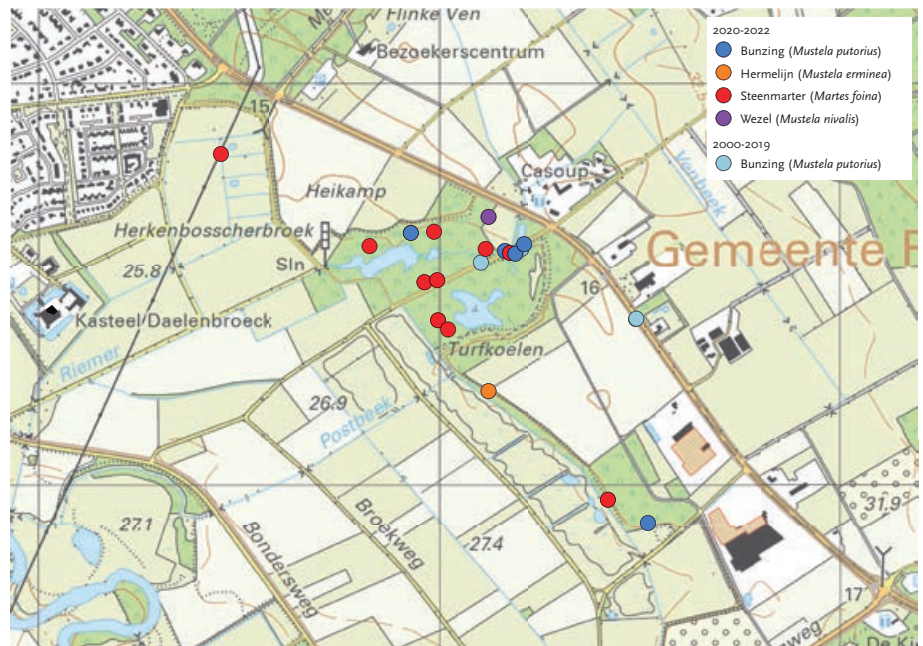 Flinke Ven
Bezoekerscentrum
15
Casoup
Venbeek
Heikamp
Herkenbosscherbroek
Gemeente
25.8
Sln
16
Kasteel Daelenbroeck
Turfkoelen
Riemer
26.9
Postbeek
31.9
27.1
Broekweg
27.4
Bondersweg
17
2020-2022
Bunzing (Mustela putorius)
Hermelijn (Mustela erminea)
Steenmarter (Martes foina)
Wezel (Mustela nivalis)
2000-2019
Bunzing (Mustela putorius)